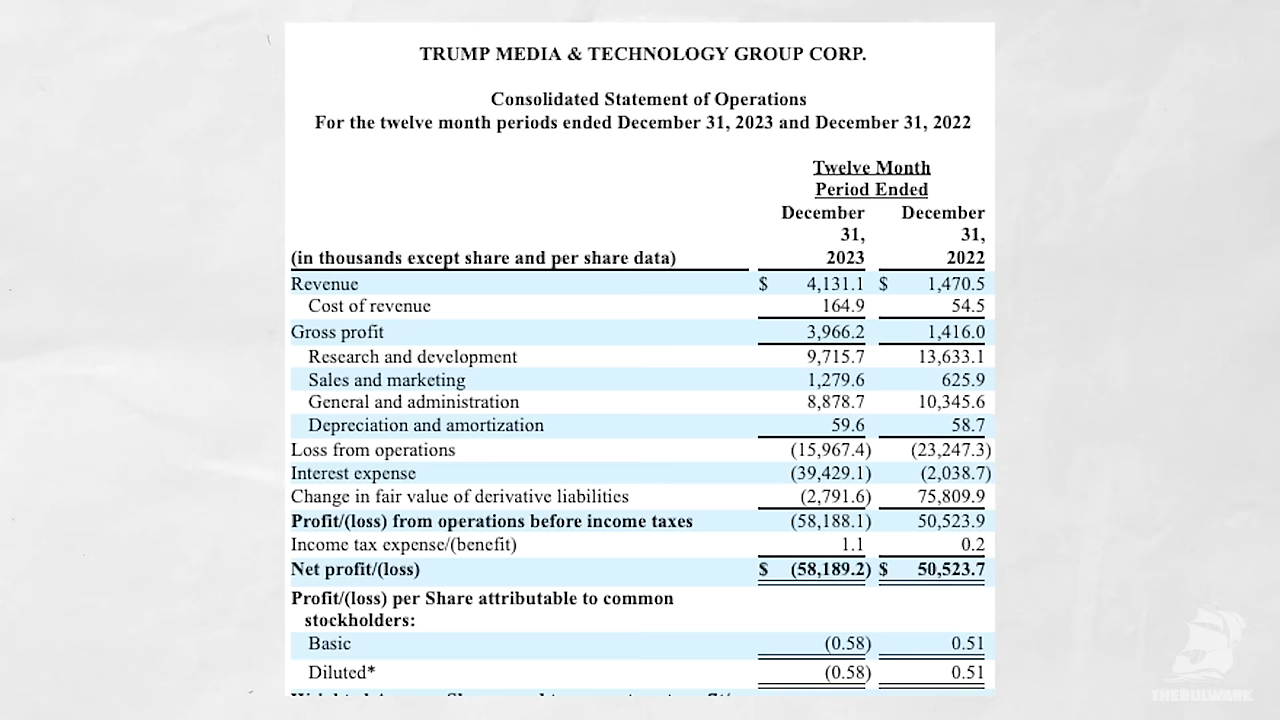 TRUMP MEDIA & TECHNOLOGY GROUP CORP.
Consolidated Statement of Operations
For the twelve month periods ended December 31, 2023 and December 31, 2022
Twelve Month
Period Ended
December December
31, 31,
(in thousands except share and per share data) 2023 2022
Revenue $ 4,131.1 $ 1,470.5
Cost of revenue 164.9 54.5
Gross profit 3,966.2 1,416.0
Research and development 9,715.7 13,633.1
Sales and marketing 1,279.6 625.9
General and administration 8,878.7 10,345.6
Depreciation and amortization 59.6 58.7
Loss from operations (15,967.4) (23,247.3)
Interest expense (39,429.1) (2,038.7)
Change in fair value of derivative liabilities (2,791.6) 75,809.9
Profit/(loss) from operations before income taxes (58,188.1) 50,523.9
Income tax expense/(benefit) 1.1 0.2
Net profit/(loss) $ (58,189.2) $ 50,523.7
Profit/(loss) per Share attributable to common
stockholders:
Basic (0.58) 0.51
Diluted* (0.58) 0.51
THEBULWARK